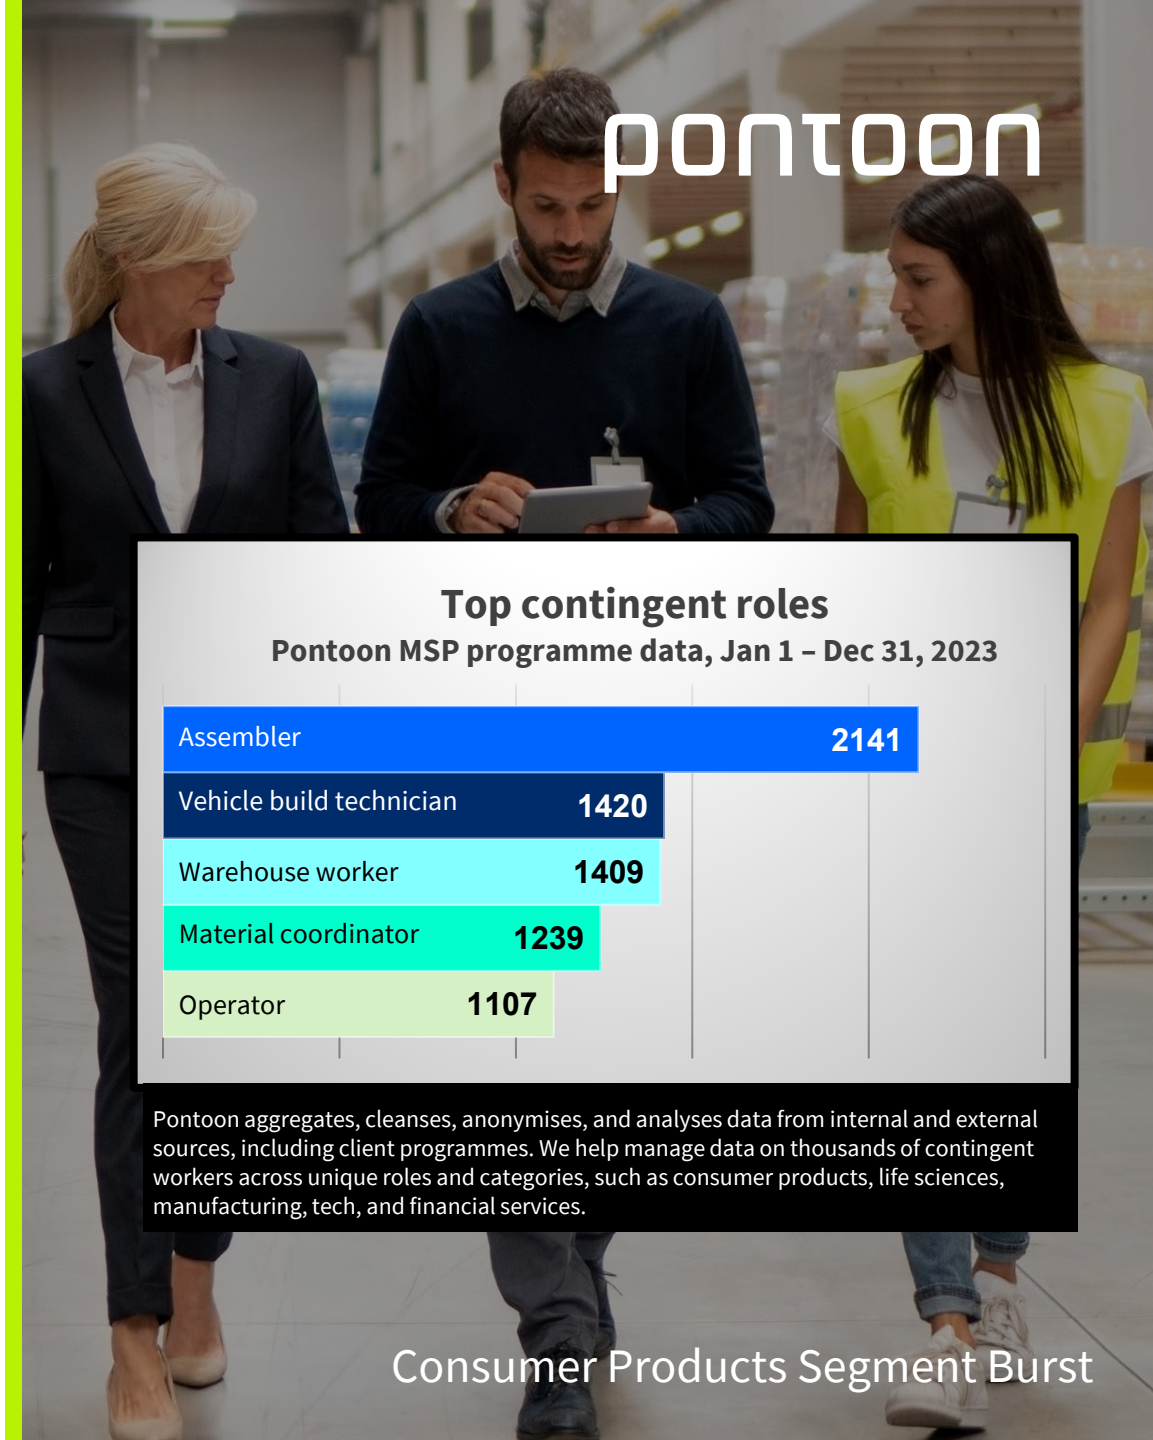 pontoon
Top contingent roles
Pontoon MSP programme data, Jan 1 – Dec 31, 2023
Assembler 2141
Vehicle build technician 1420
Warehouse worker 1409
Material coordinator 1239
Operator 1107
Pontoon aggregates, cleanses, anonymises, and analyses data from internal and external
sources, including client programmes. We help manage data on thousands of contingent
workers across unique roles and categories, such as consumer products, life sciences,
manufacturing, tech, and financial services.
Consumer Products Segment Burst